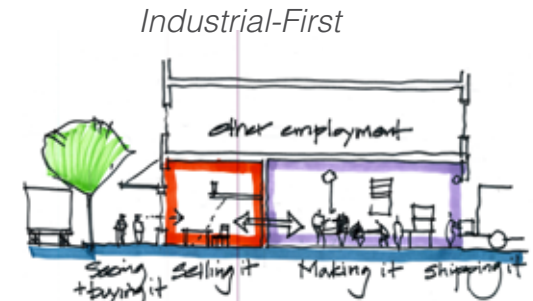 Industrial-First
other employment
Seeing selling it Making it shipping it
+buying it